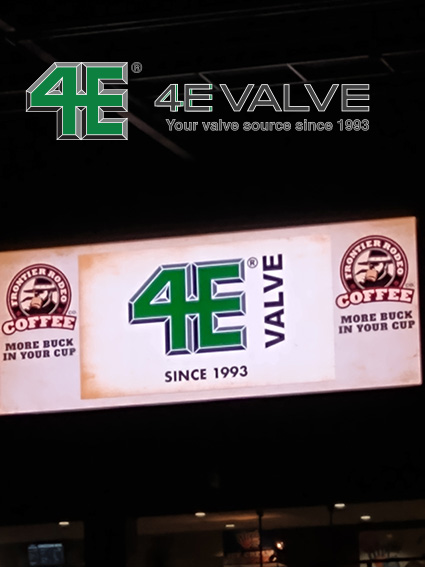 4E®
4E VALVE
Your valve source since 1993
FRONTIER RODEO
COFFEE
MORE BUCK
IN YOUR CUP
4E®
VALVE
SINCE 1993
FRONTIER RODEO
COFFEE
MORE BUCK
IN YOUR CUP